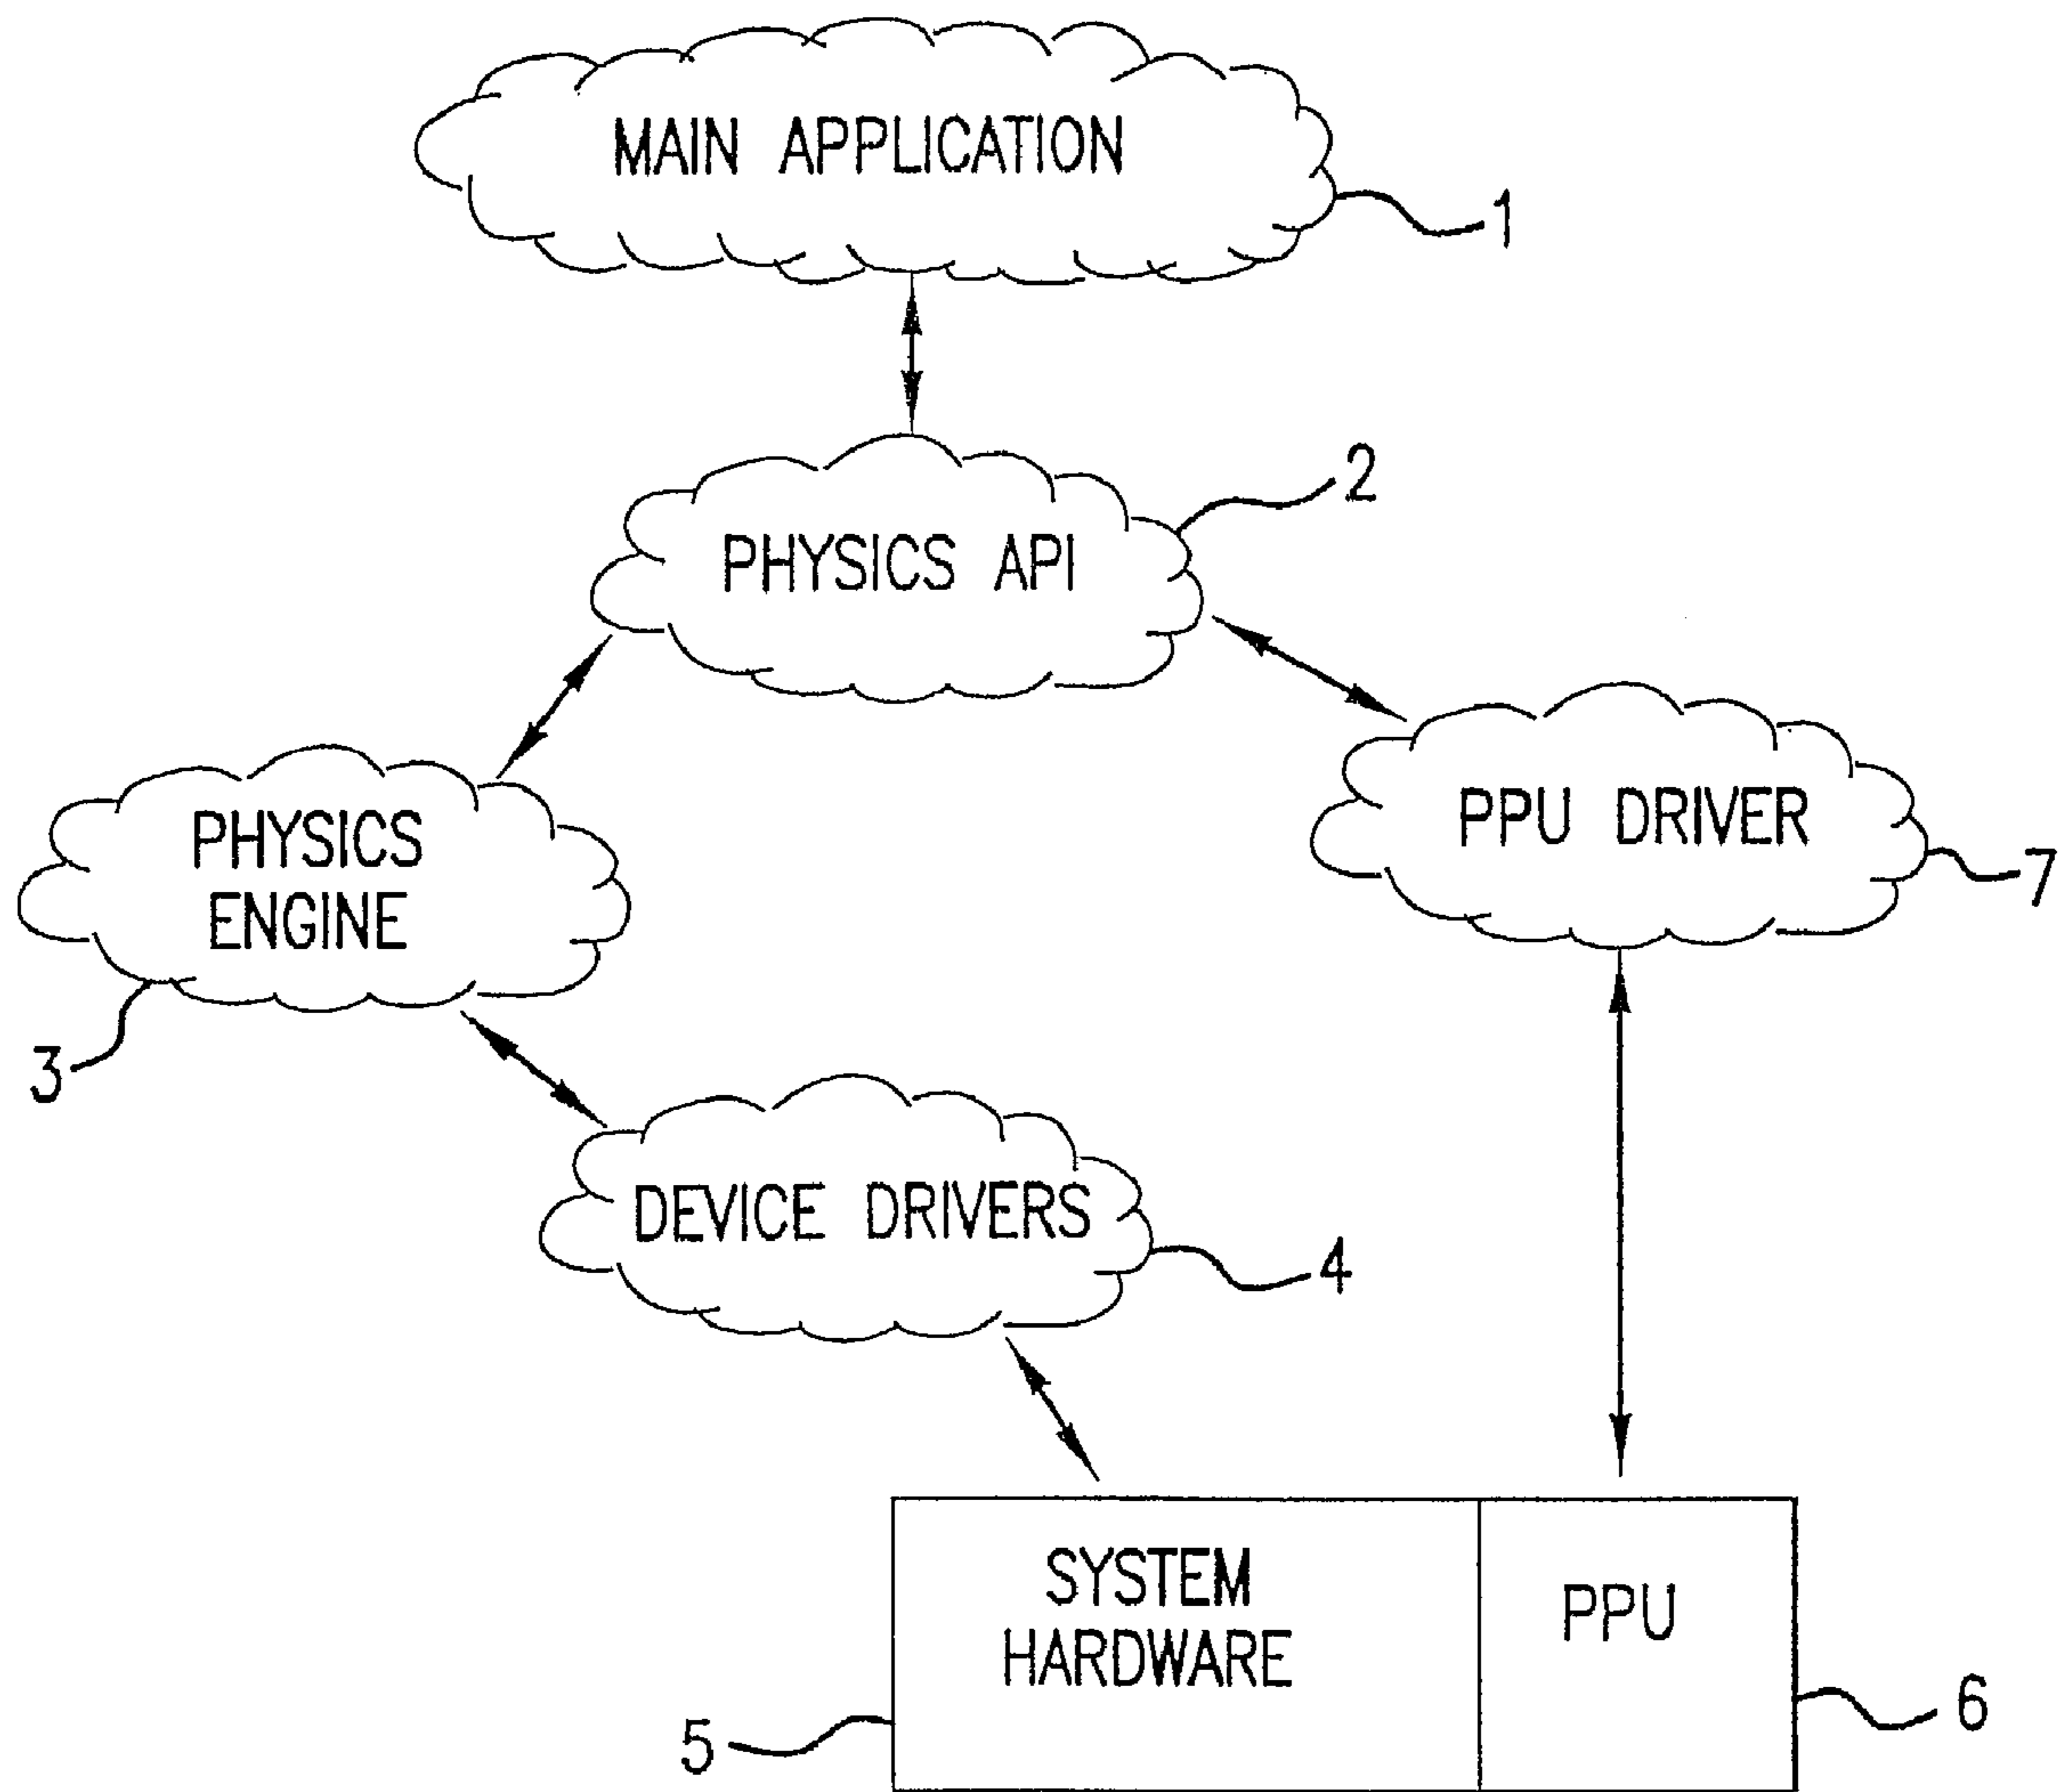 MAIN APPLICATION
1
2
PHYSICS API
PHYSICS
ENGINE
PPU DRIVER
7
3
DEVICE DRIVERS
4
SYSTEM
HARDWARE
PPU
5
6